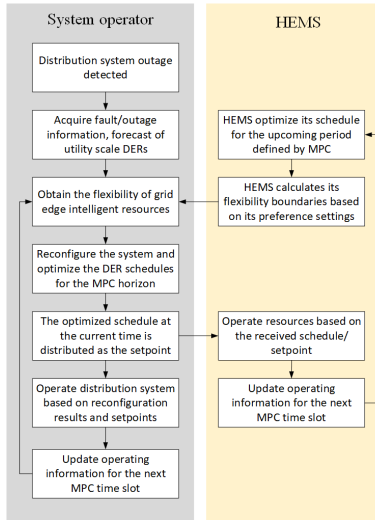 System operator
Distribution system outage
detected
Acquire fault/outage
information, forecast of
utility scale DERs
Obtain the flexibility of grid
edge intelligent resources
Reconfigure the system and
optimize the DER schedules
for the MPC horizon
The optimized schedule at
the current time is
distributed as the setpoint
Operate distribution system
based on reconfiguration
results and setpoints
Update operating
information for the next
MPC time slot
HEMS
HEMS optimize its schedule
for the upcoming period
defined by MPC
HEMS calculates its
flexibility boundaries based
on its preference settings
Operate resources based on
the received schedule/
setpoint
Update operating
information for the next
MPC time slot